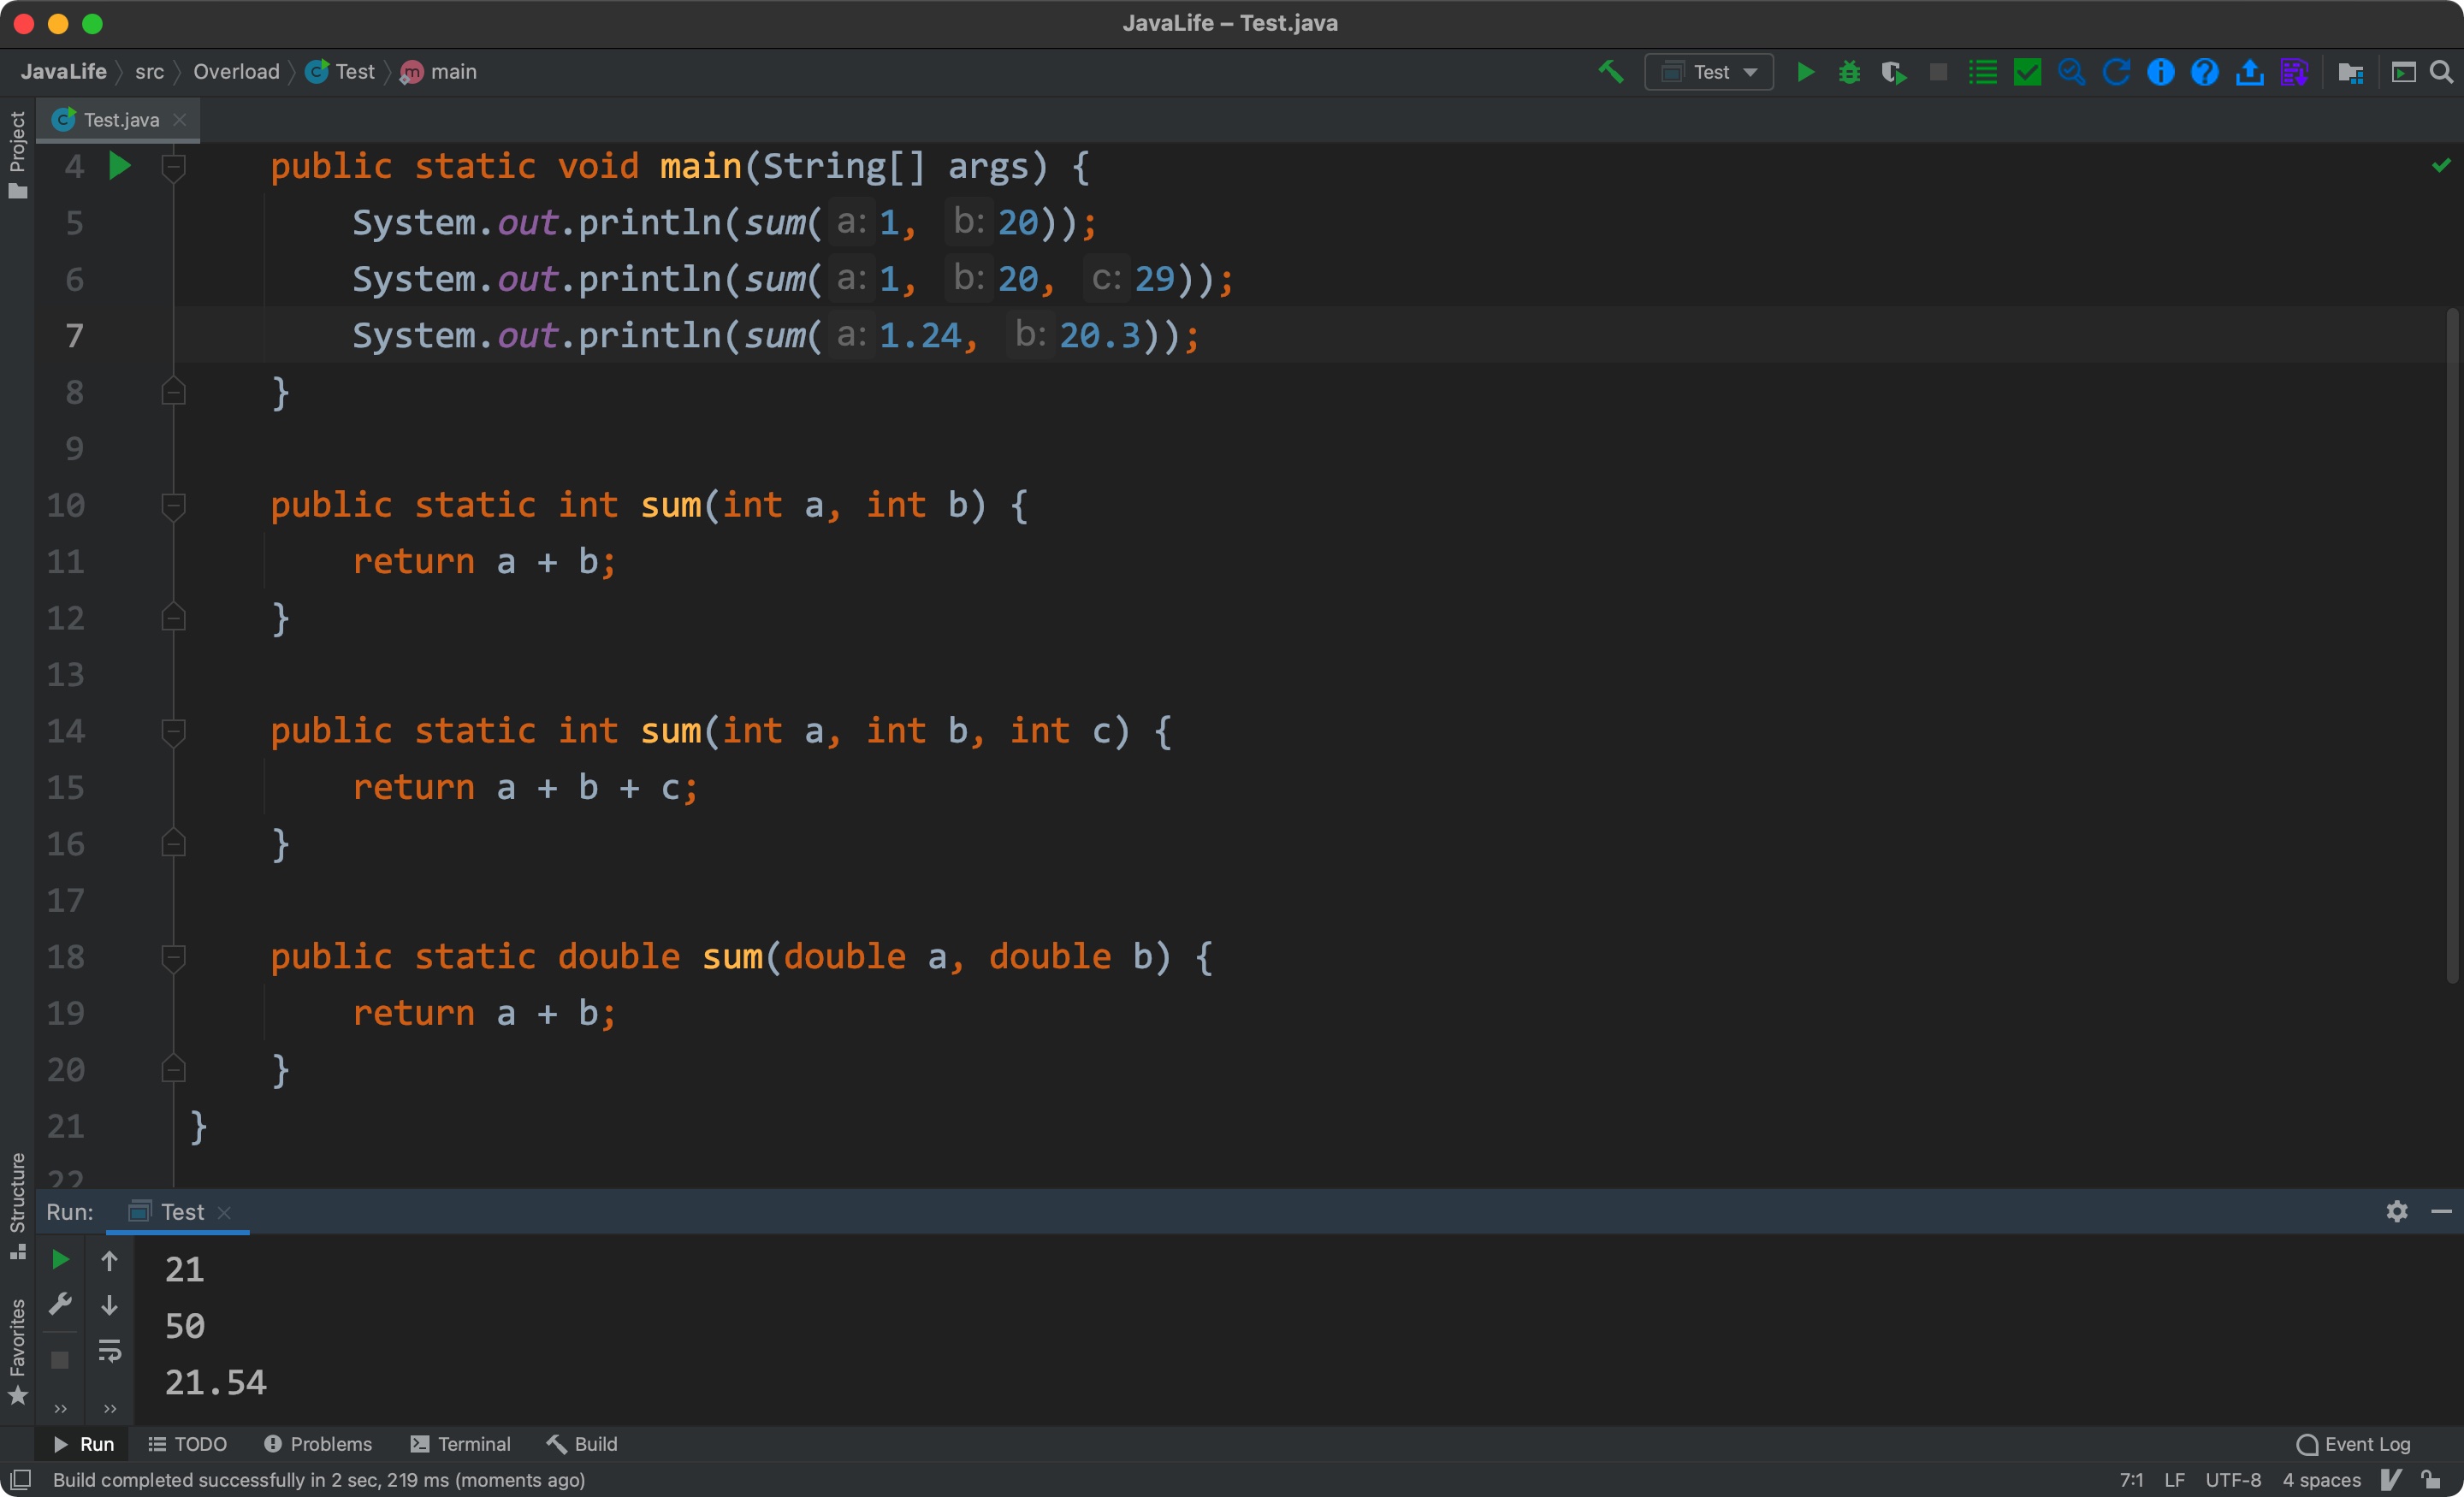 JavaLife – Test.java
JavaLife src Overload Test main
Test
Project
Test.java
4 public static void main(String[] args) {
5 System.out.println(sum( a: 1, b: 20));
6 System.out.println(sum( a: 1, b: 20, c: 29));
7 System.out.println(sum( a: 1.24, b: 20.3));
8 }
9
10 public static int sum(int a, int b) {
11 return a + b;
12 }
13
14 public static int sum(int a, int b, int c) {
15 return a + b + c;
16 }
17
18 public static double sum(double a, double b) {
19 return a + b;
20 }
21 }
22
Structure
Favorites
Run: Test
21
50
21.54
Run TODO Problems Terminal Build Event Log
Build completed successfully in 2 sec, 219 ms (moments ago) 7:1 LF UTF-8 4 spaces